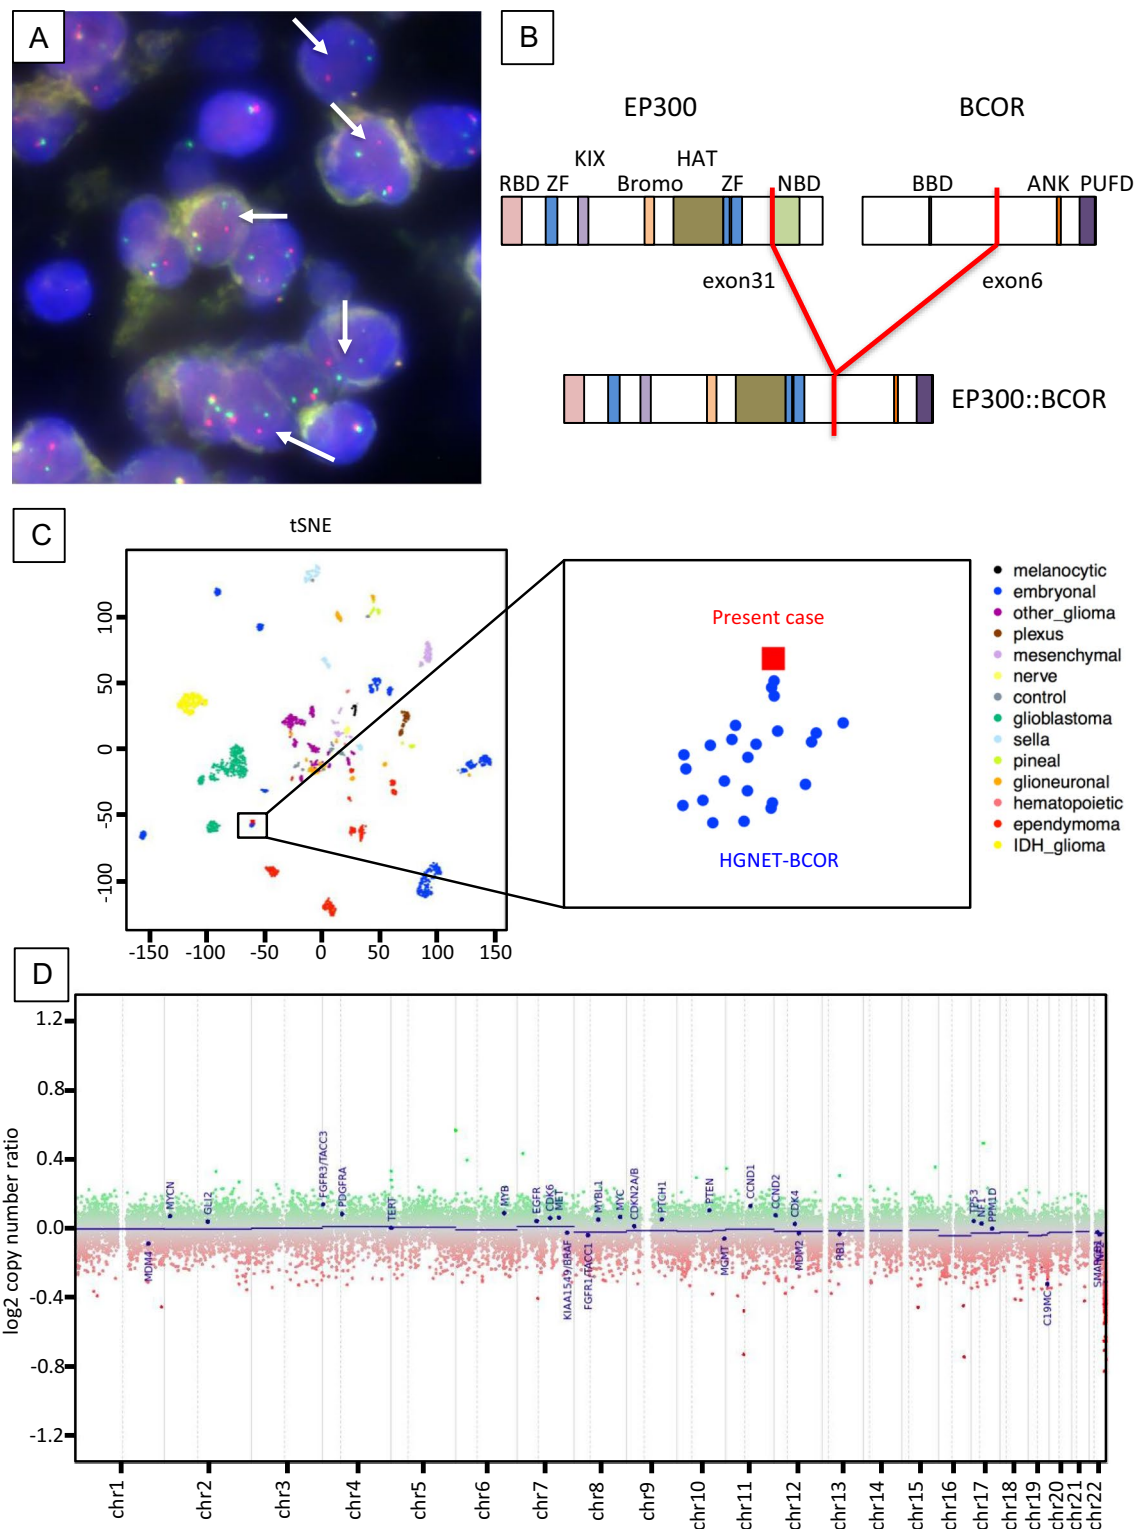 A
B
EP300
BCOR
KIX
HAT
RBD ZF
Bromo
ZF
NBD
BBD
ANK PUFD
exon31
exon6
EP300::BCOR
C
tSNE
100
50
0
-50
-100
-150 -100 -50 0 50 100 150
Present case
HGNET-BCOR
melanocytic
embryonal
other_glioma
plexus
mesenchymal
nerve
control
glioblastoma
sella
pineal
glioneuronal
hematopoietic
ependymoma
IDH_glioma
D
log2 copy number ratio
1.2
0.8
0.4
0.0
-0.4
-0.8
-1.2
MDM4
MYCN
GLI2
FGFR3/TACC3
PDGFRA
TERT
MYB
EGFR
CDK6
MET
KIAA1549/BRAF
FGFR1/TACC1
MYBL1
MYC
CDKN2A/B
PTCH1
PTEN
MGMT
CCND1
CCND2
CDK4
MDM2
RB1
TP53
NF1
PPM1D
C19MC
SMARCB1
chr1
chr2
chr3
chr4
chr5
chr6
chr7
chr8
chr9
chr10
chr11
chr12
chr13
chr14
chr15
chr16
chr17
chr18
chr19
chr20
chr21
chr22